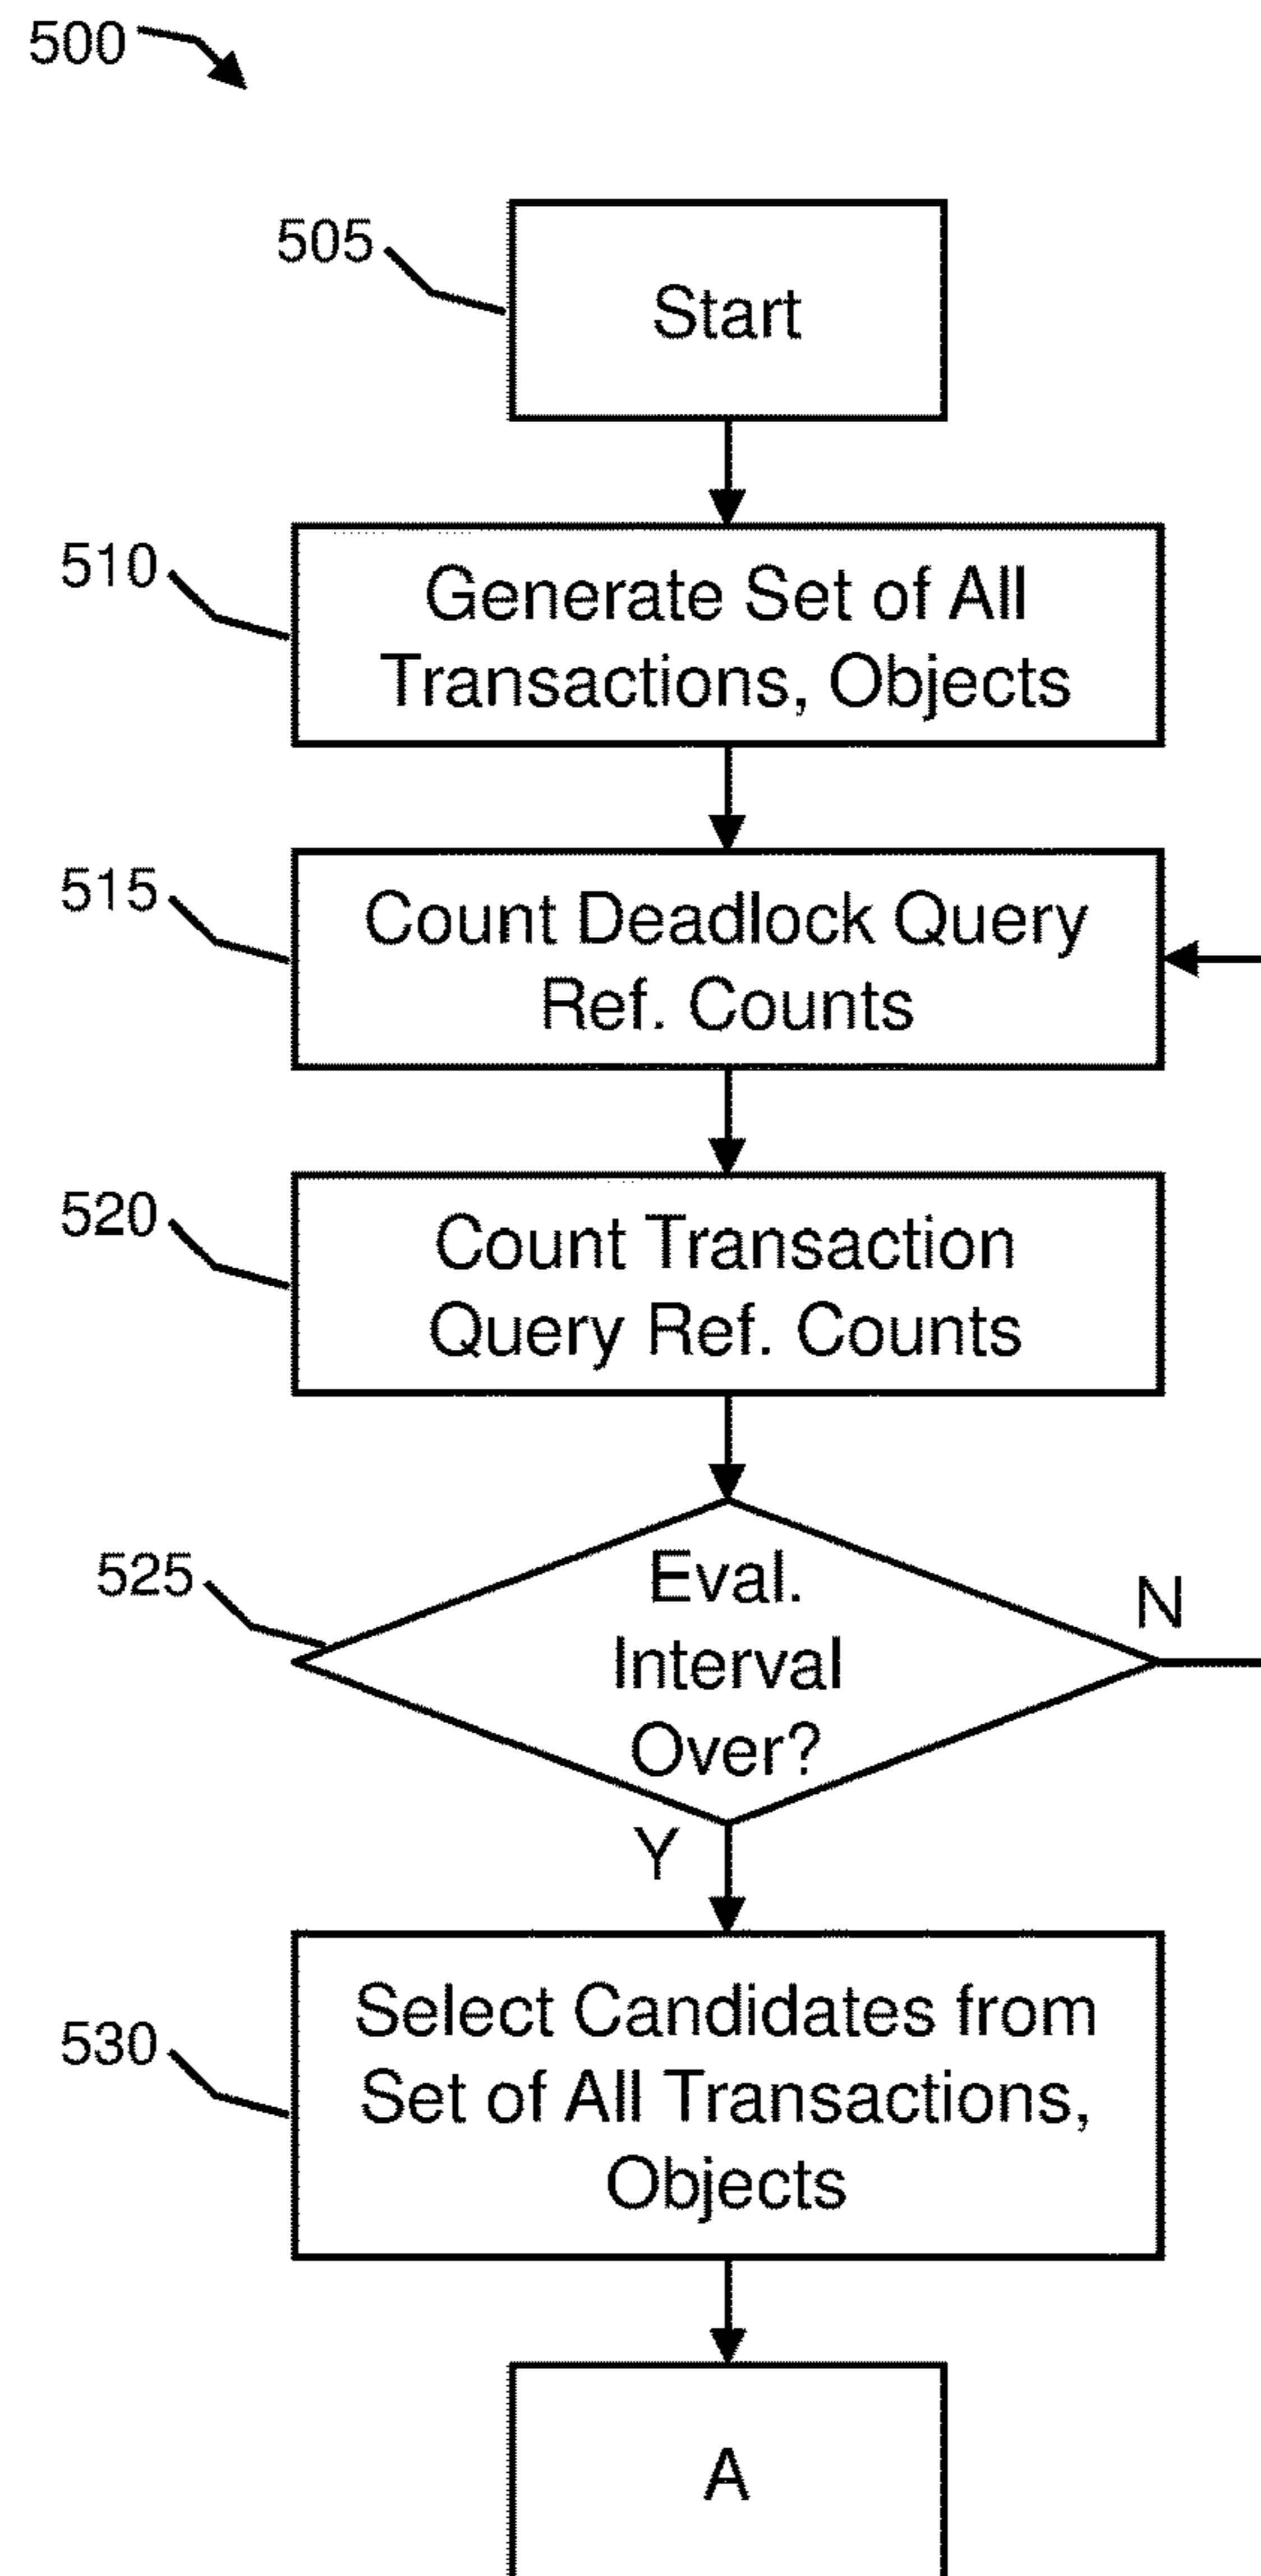 500
505
Start
510
Generate Set of All
Transactions, Objects
515
Count Deadlock Query
Ref. Counts
520
Count Transaction
Query Ref. Counts
525
Eval.
Interval
Over?
N
Y
530
Select Candidates from
Set of All Transactions,
Objects
A